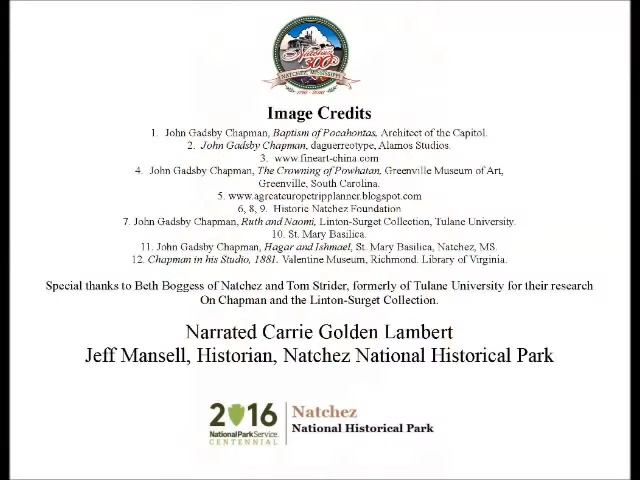 Natchez
300
NATCHEZ, MISSISSIPPI
Image Credits
1. John Gadsby Chapman, Baptism of Pocahontas, Architect of the Capitol.
2. John Gadsby Chapman, daguerreotype, Alamos Studios.
3. www.fineart-china.com
4. John Gadsby Chapman, The Crowning of Powhatan, Greenville Museum of Art,
Greenville, South Carolina.
5. www.agreateuropetripplanner.blogspot.com
6, 8, 9. Historic Natchez Foundation
7. John Gadsby Chapman, Ruth and Naomi, Linton-Surget Collection, Tulane University.
10. St. Mary Basilica.
11. John Gadsby Chapman, Hagar and Ishmael, St. Mary Basilica, Natchez, MS.
12. Chapman in his Studio, 1881. Valentine Museum, Richmond. Library of Virginia.
Special thanks to Beth Boggess of Natchez and Tom Strider, formerly of Tulane University for their research
On Chapman and the Linton-Surget Collection.
Narrated Carrie Golden Lambert
Jeff Mansell, Historian, Natchez National Historical Park
2016
National Park Service
CENTENNIAL
Natchez
National Historical Park